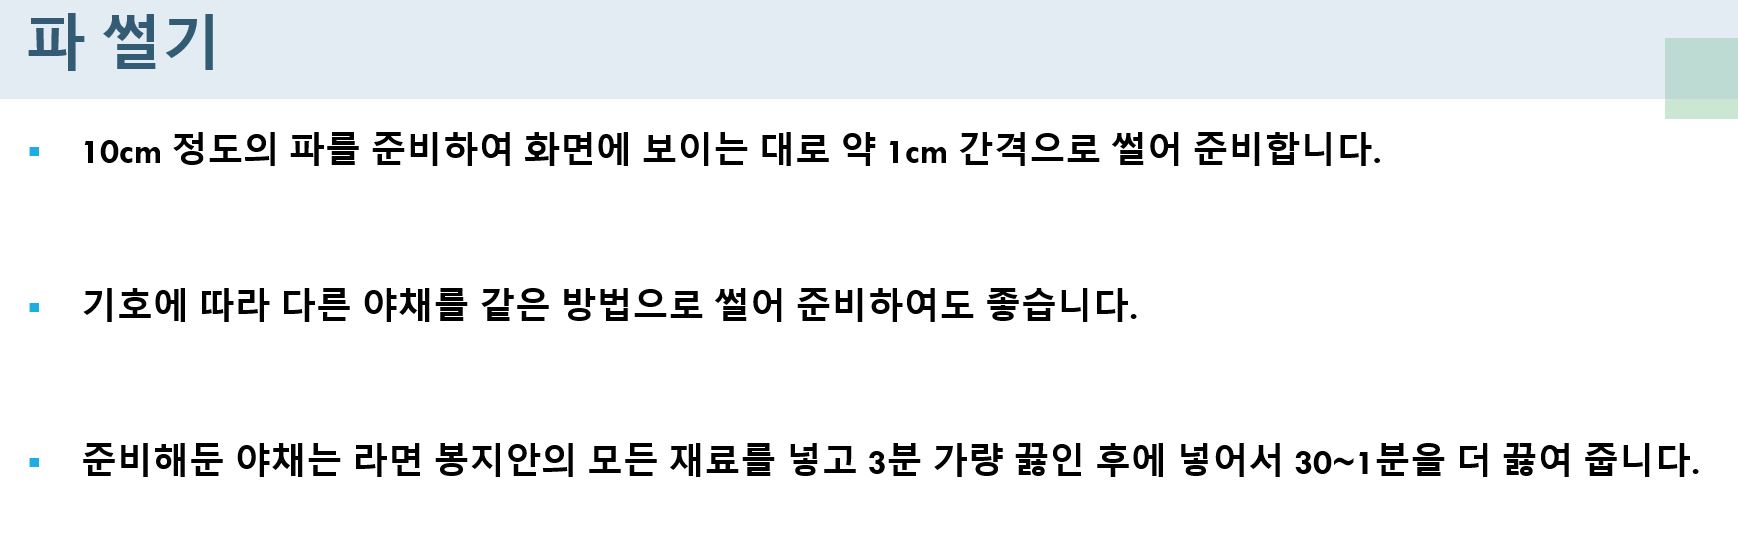 파 썰기
▪ 10cm 정도의 파를 준비하여 화면에 보이는 대로 약 1cm 간격으로 썰어 준비합니다.
▪ 기호에 따라 다른 야채를 같은 방법으로 썰어 준비하여도 좋습니다.
▪ 준비해둔 야채는 라면 봉지안의 모든 재료를 넣고 3분 가량 끓인 후에 넣어서 30~1분을 더 끓여 줍니다.